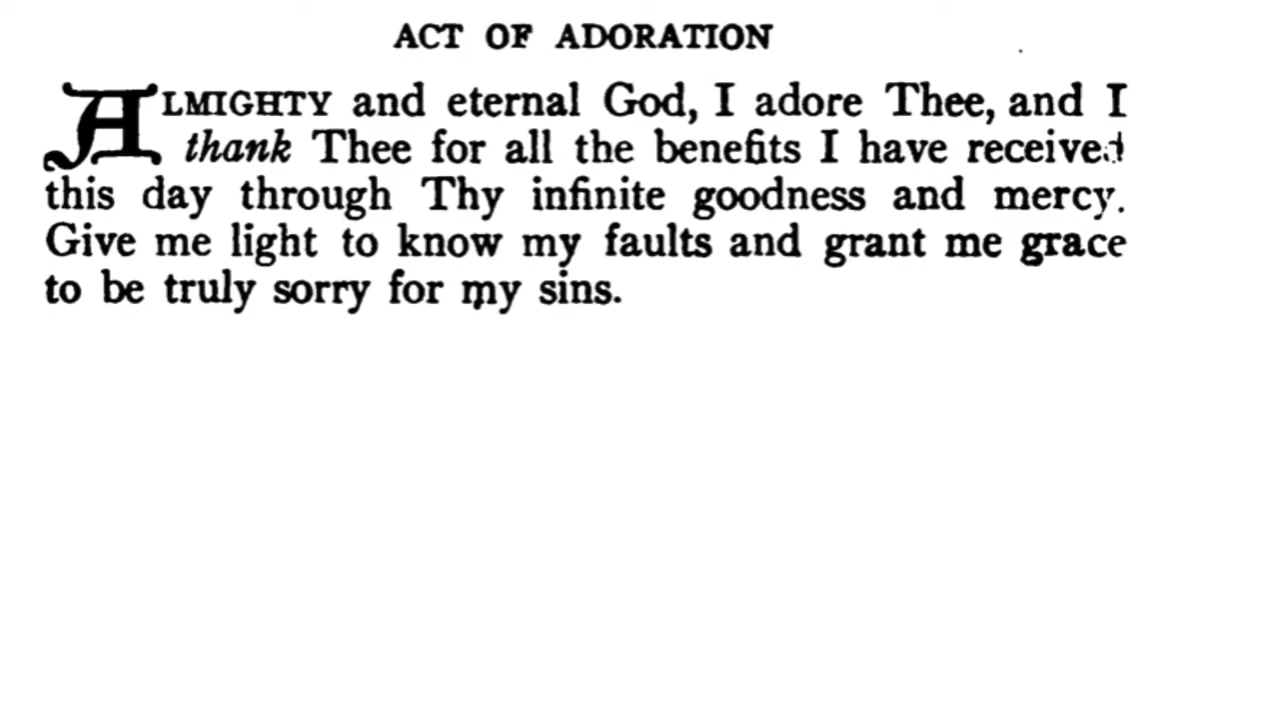 ACT OF ADORATION
ALMIGHTY and eternal God, I adore Thee, and I
thank Thee for all the benefits I have received
this day through Thy infinite goodness and mercy.
Give me light to know my faults and grant me grace
to be truly sorry for my sins.